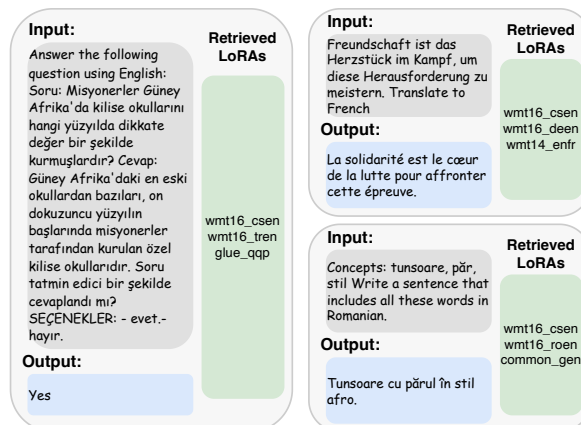 Input:
Answer the following
question using English:
Soru: Misyonerler Güney
Afrika'da kilise okullarını
hangi yüzyılda dikkate
değer bir şekilde
kurmuşlardır? Cevap:
Güney Afrika'daki en eski
okullardan bazıları, on
dokuzuncu yüzyılın
başlarında misyonerler
tarafından kurulan özel
kilise okullarıdır. Soru
tatmin edici bir şekilde
cevaplandı mı?
SEÇENEKLER: - evet.-
hayır.
Output:
Yes
Retrieved
LoRAs
wmt16_csen
wmt16_tren
glue_qqp
Input:
Freundschaft ist das
Herzstück im Kampf, um
diese Herausforderung zu
meistern. Translate to
French
Output:
La solidarité est le cœur
de la lutte pour affronter
cette épreuve.
Retrieved
LoRAs
wmt16_csen
wmt16_deen
wmt14_enfr
Input:
Concepts: tunsoare, păr,
stil Write a sentence that
includes all these words in
Romanian.
Output:
Tunsoare cu părul în stil
afro.
Retrieved
LoRAs
wmt16_csen
wmt16_roen
common_gen